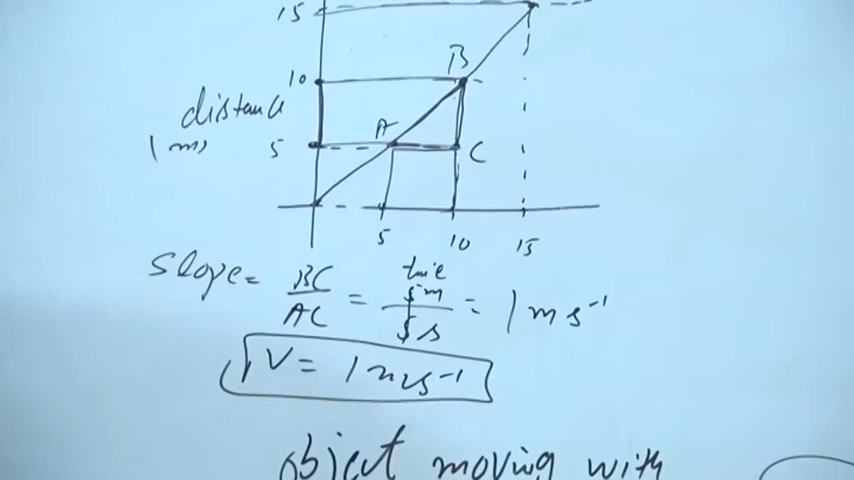 15
B
10
distance
A
(m)
5
C
5 10 15
time
Slope = BC/AC = 5m/5s = 1 m s⁻¹
V = 1 ms⁻¹
object moving with